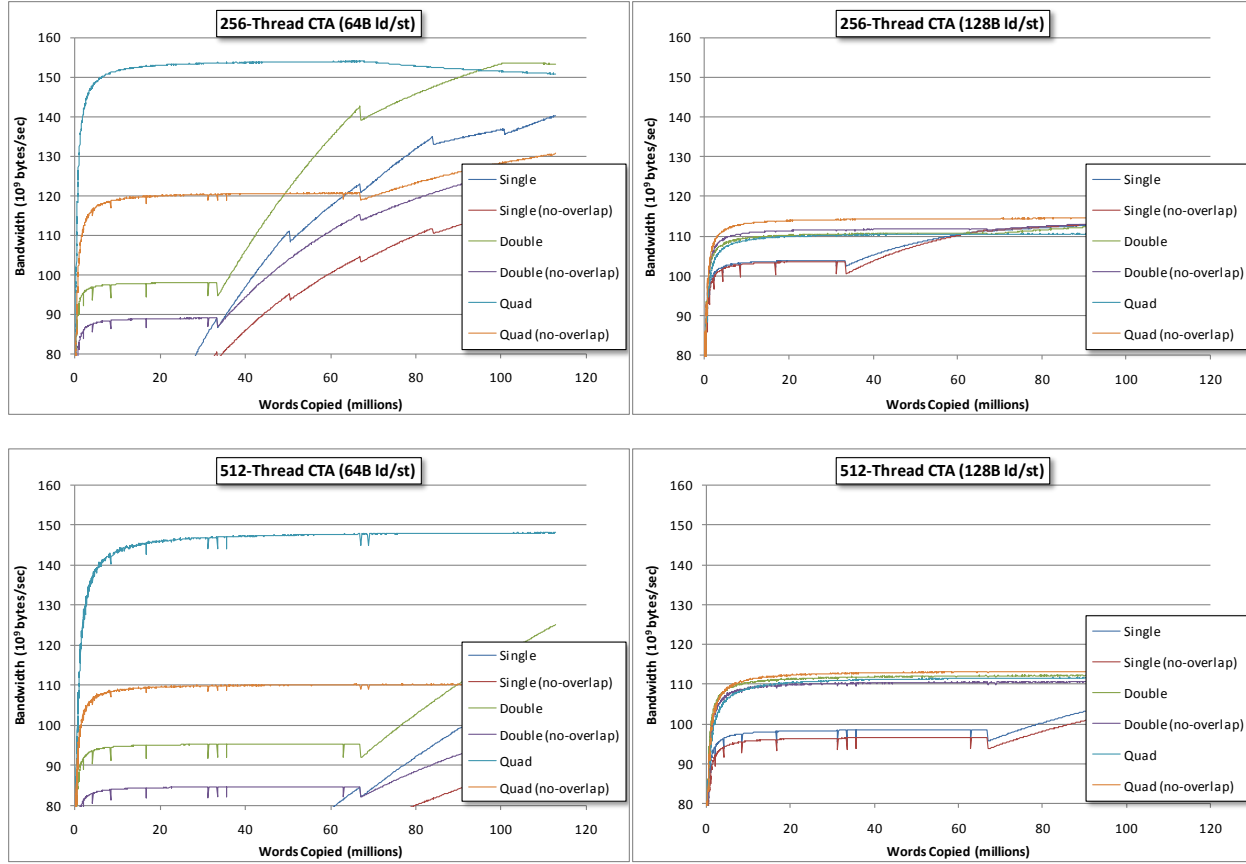 256-Thread CTA (64B ld/st)
Bandwidth (10⁹ bytes/sec)
160
150
140
130
120
110
100
90
80
0 20 40 60 80 100 120
Words Copied (millions)
Single
Single (no-overlap)
Double
Double (no-overlap)
Quad
Quad (no-overlap)
256-Thread CTA (128B ld/st)
Bandwidth (10⁹ bytes/sec)
160
150
140
130
120
110
100
90
80
0 20 40 60 80 100 120
Words Copied (millions)
Single
Single (no-overlap)
Double
Double (no-overlap)
Quad
Quad (no-overlap)
512-Thread CTA (64B ld/st)
Bandwidth (10⁹ bytes/sec)
160
150
140
130
120
110
100
90
80
0 20 40 60 80 100 120
Words Copied (millions)
Single
Single (no-overlap)
Double
Double (no-overlap)
Quad
Quad (no-overlap)
512-Thread CTA (128B ld/st)
Bandwidth (10⁹ bytes/sec)
160
150
140
130
120
110
100
90
80
0 20 40 60 80 100 120
Words Copied (millions)
Single
Single (no-overlap)
Double
Double (no-overlap)
Quad
Quad (no-overlap)